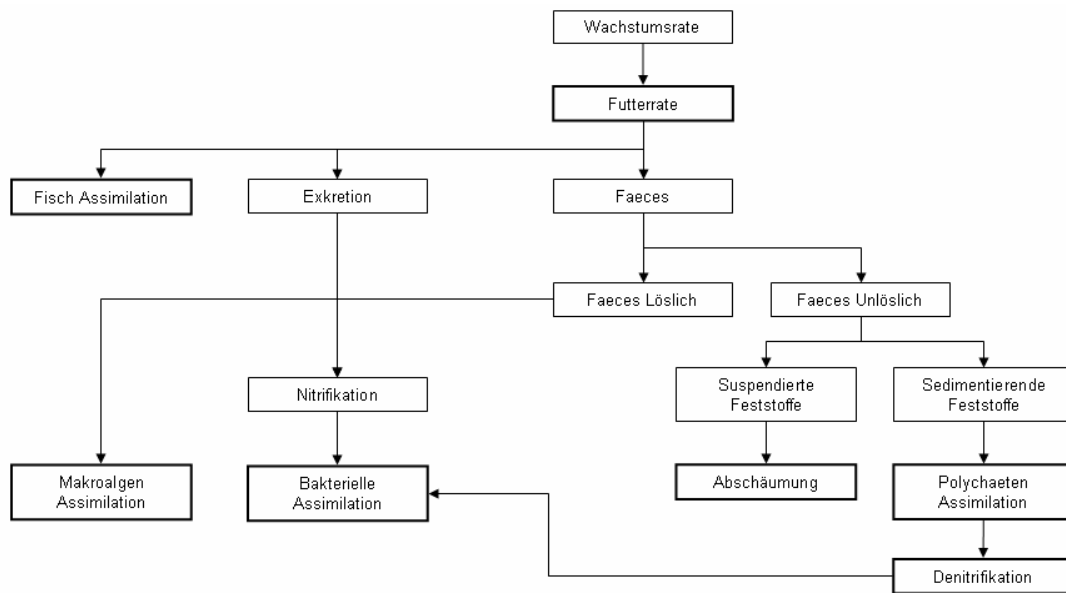 Wachstumsrate
Futterrate
Fisch Assimilation
Exkretion
Faeces
Faeces Löslich
Faeces Unlöslich
Nitrifikation
Suspendierte
Feststoffe
Sedimentierende
Feststoffe
Makroalgen
Assimilation
Bakterielle
Assimilation
Abschäumung
Polychaeten
Assimilation
Denitrifikation